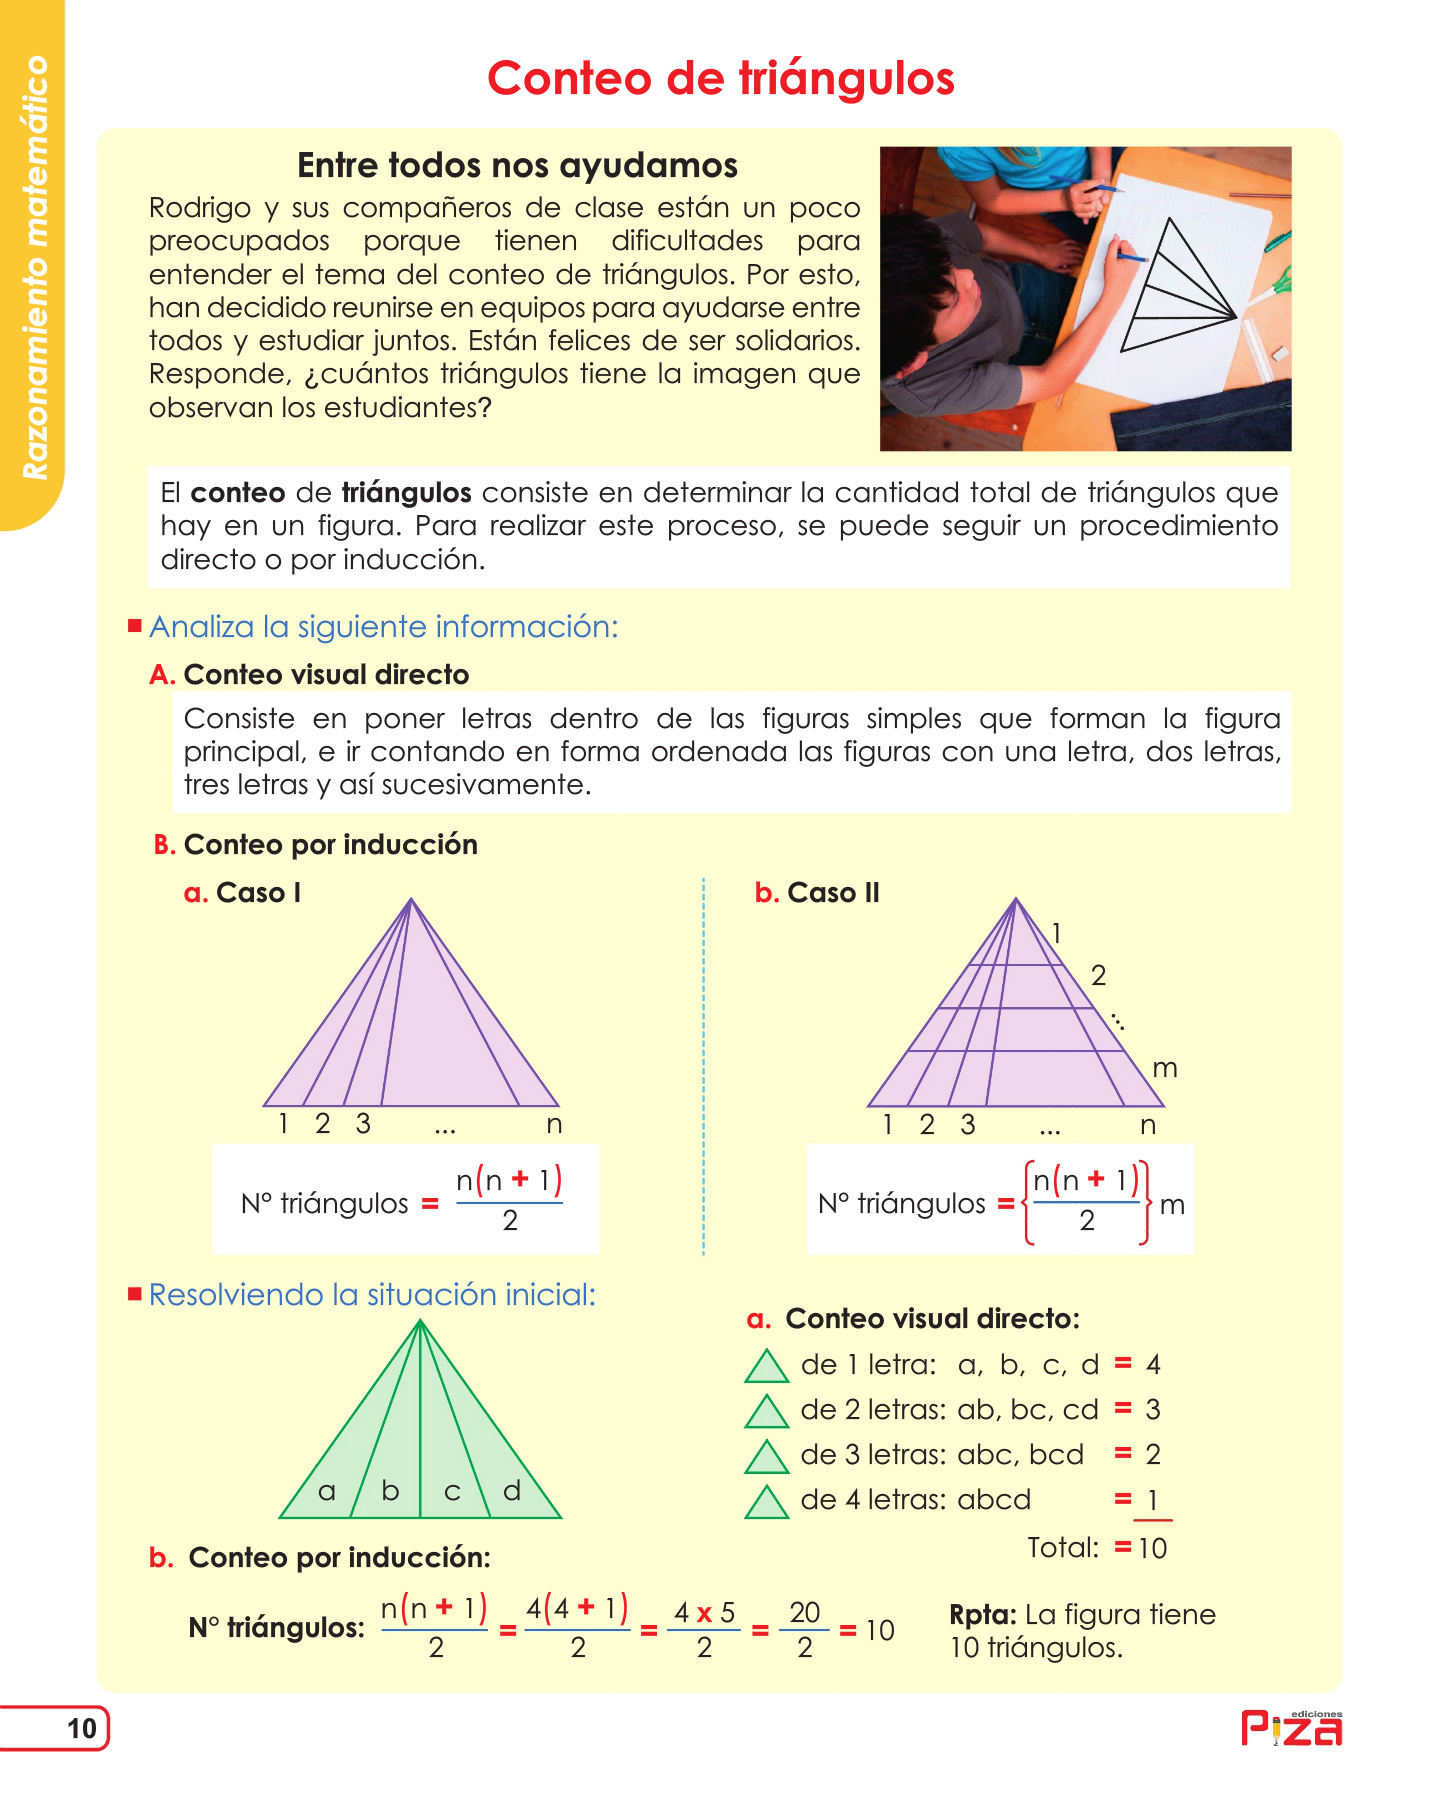 Razonamiento matemático
Conteo de triángulos
Entre todos nos ayudamos
Rodrigo y sus compañeros de clase están un poco
preocupados porque tienen dificultades para
entender el tema del conteo de triángulos. Por esto,
han decidido reunirse en equipos para ayudarse entre
todos y estudiar juntos. Están felices de ser solidarios.
Responde, ¿cuántos triángulos tiene la imagen que
observan los estudiantes?
El conteo de triángulos consiste en determinar la cantidad total de triángulos que
hay en un figura. Para realizar este proceso, se puede seguir un procedimiento
directo o por inducción.
Analiza la siguiente información:
A. Conteo visual directo
Consiste en poner letras dentro de las figuras simples que forman la figura
principal, e ir contando en forma ordenada las figuras con una letra, dos letras,
tres letras y así sucesivamente.
B. Conteo por inducción
a. Caso I
1 2 3 ... n
N° triángulos = n(n + 1) / 2
b. Caso II
1
2
...
m
1 2 3 ... n
N° triángulos = {n(n + 1) / 2} m
Resolviendo la situación inicial:
a b c d
a. Conteo visual directo:
de 1 letra: a, b, c, d = 4
de 2 letras: ab, bc, cd = 3
de 3 letras: abc, bcd = 2
de 4 letras: abcd = 1
Total: = 10
b. Conteo por inducción:
N° triángulos: n(n + 1) / 2 = 4(4 + 1) / 2 = 4 x 5 / 2 = 20 / 2 = 10
Rpta: La figura tiene
10 triángulos.
10
ediciones
Piza